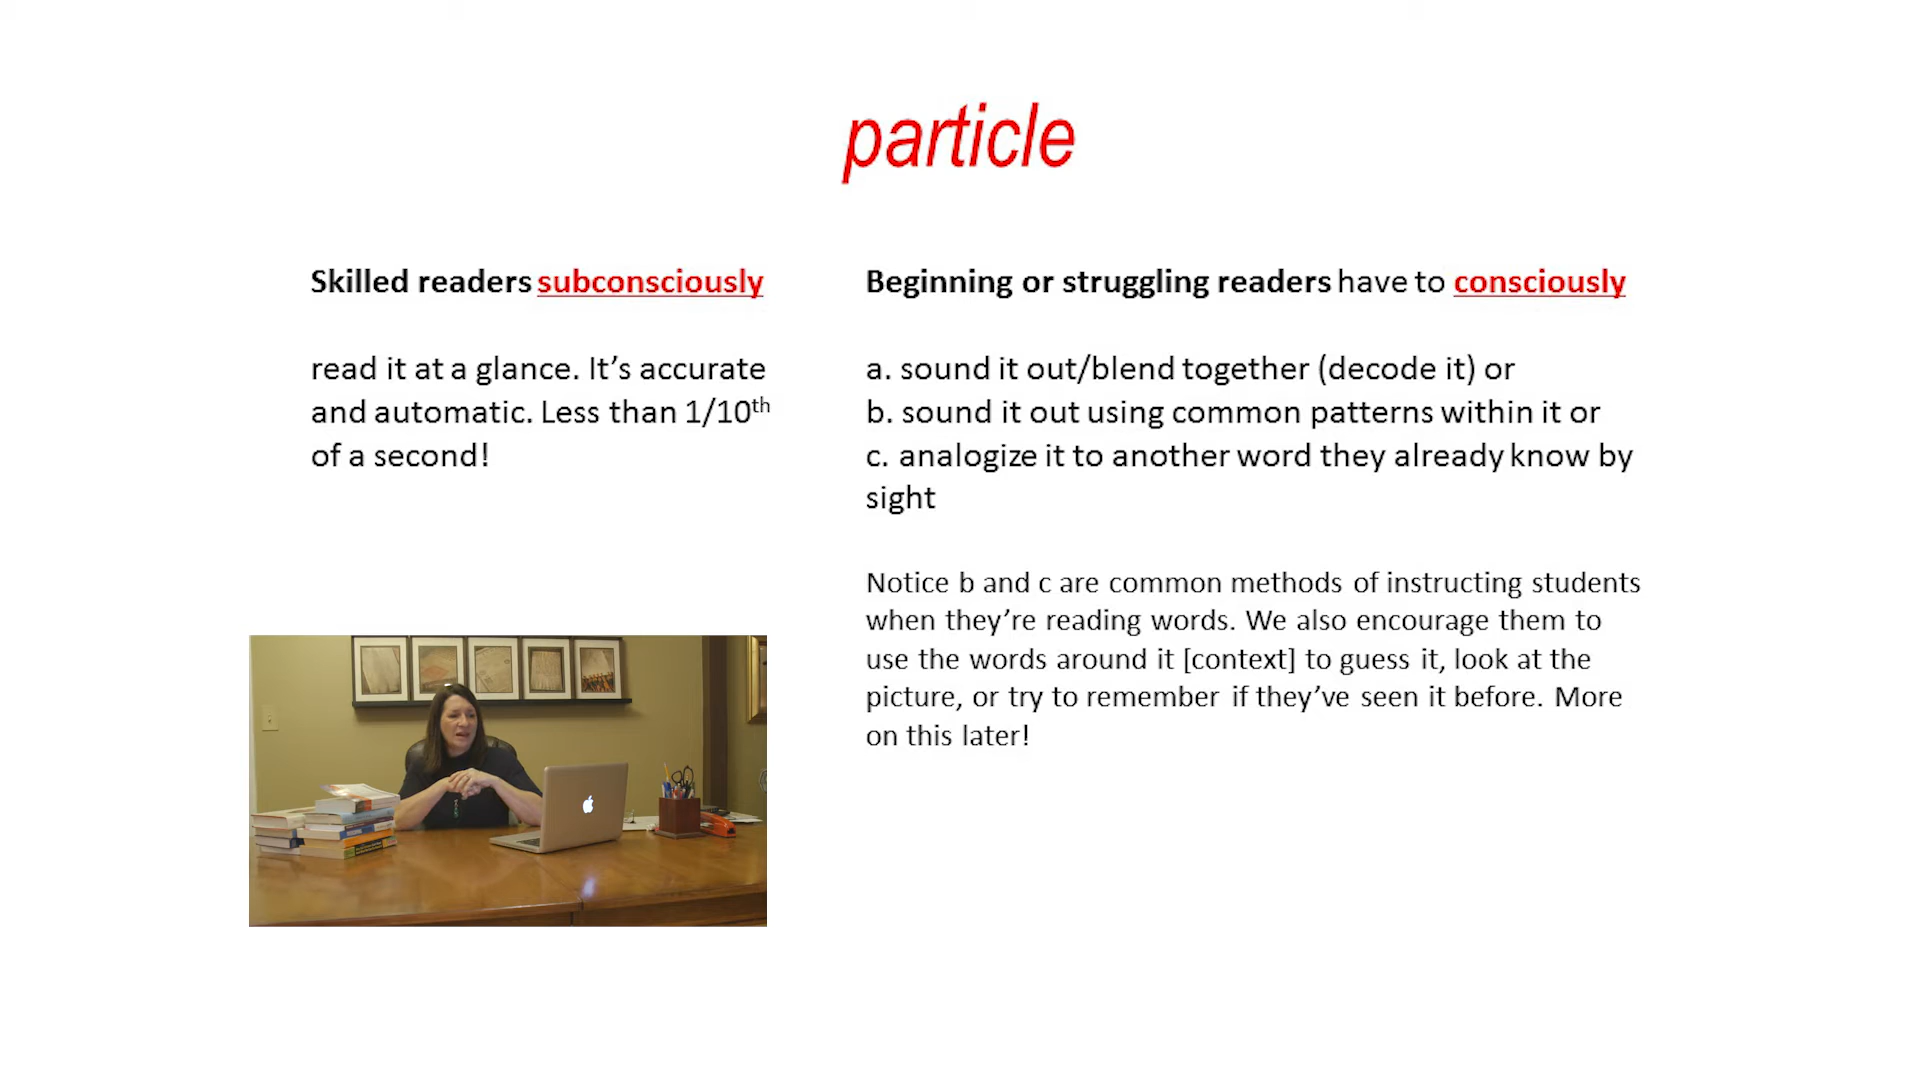 particle
Skilled readers subconsciously
read it at a glance. It’s accurate
and automatic. Less than 1/10th
of a second!
Beginning or struggling readers have to consciously
a. sound it out/blend together (decode it) or
b. sound it out using common patterns within it or
c. analogize it to another word they already know by
sight
Notice b and c are common methods of instructing students
when they’re reading words. We also encourage them to
use the words around it [context] to guess it, look at the
picture, or try to remember if they’ve seen it before. More
on this later!